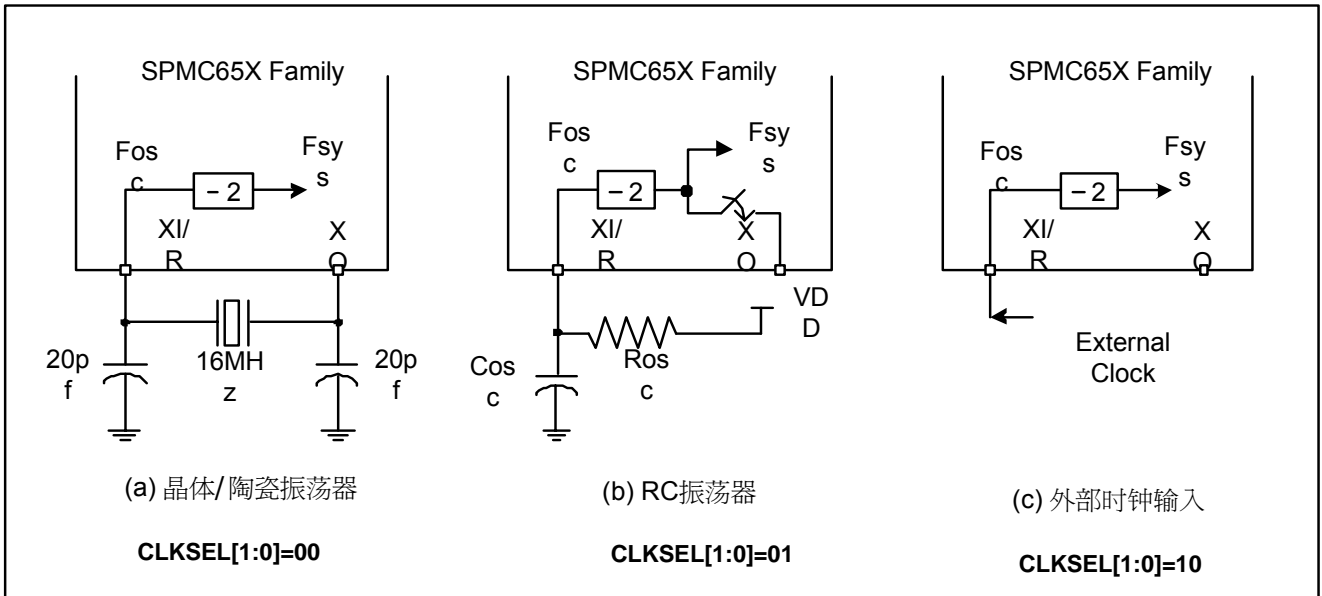 SPMC65X Family
Fos
c
Fsy
s
– 2
XI/
R
X
O
20p
f
16MH
z
20p
f
(a) 晶体/陶瓷振荡器
CLKSEL[1:0]=00
SPMC65X Family
Fos
c
Fsy
s
– 2
XI/
R
X
O
VD
D
Cos
c
Ros
c
(b) RC振荡器
CLKSEL[1:0]=01
SPMC65X Family
Fos
c
Fsy
s
– 2
XI/
R
X
O
External
Clock
(c) 外部时钟输入
CLKSEL[1:0]=10